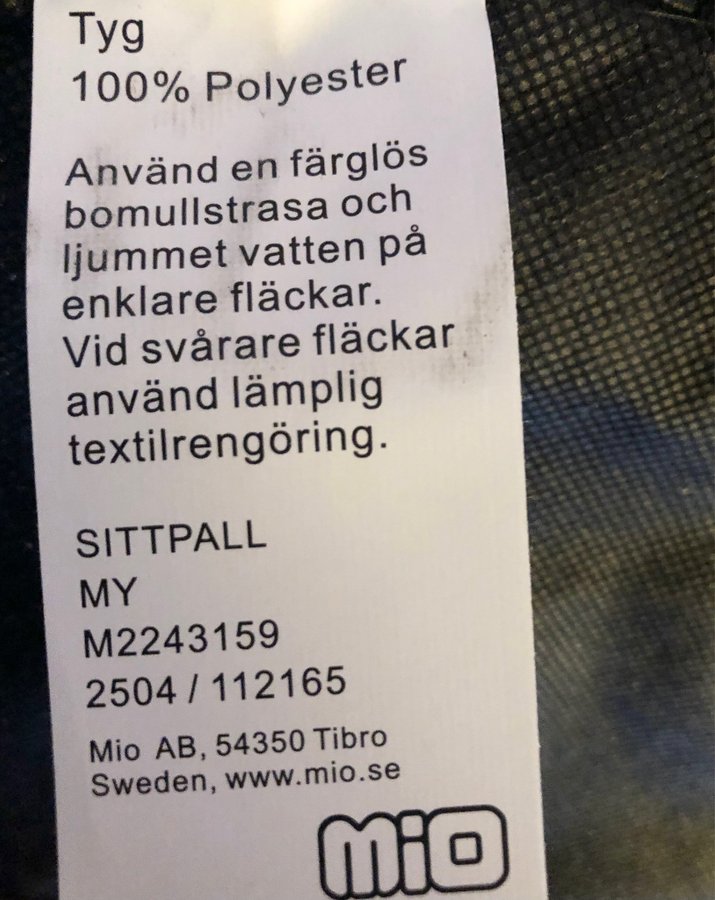 Tyg
100% Polyester
Använd en färglös
bomullstrasa och
ljummet vatten på
enklare fläckar.
Vid svårare fläckar
använd lämplig
textilrengöring.
SITTPALL
MY
M2243159
2504 / 112165
Mio AB, 54350 Tibro
Sweden, www.mio.se
mio